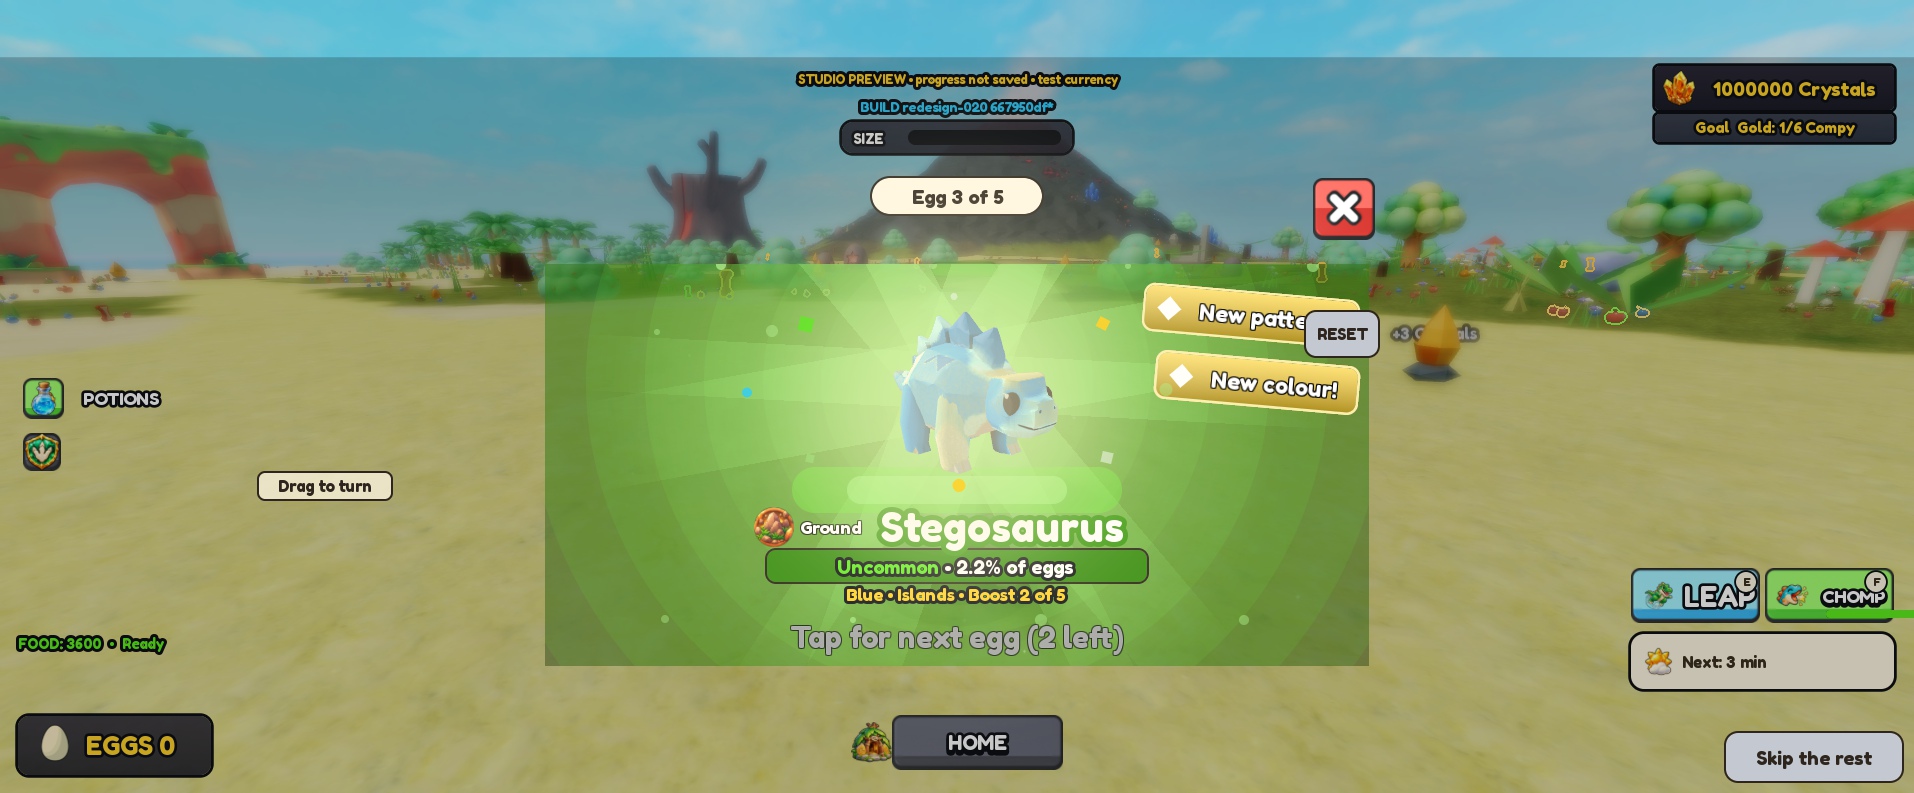 STUDIO PREVIEW • progress not saved • test currency
BUILD redesign-020 667950df*
SIZE
1000000 Crystals
Goal Gold: 1/6 Compy
Egg 3 of 5
New patte
RESET
+3 C als
New colour!
POTIONS
Drag to turn
Ground
Stegosaurus
Uncommon • 2.2% of eggs
Blue • Islands • Boost 2 of 5
Tap for next egg (2 left)
E
LEAP
F
CHOMP
FOOD: 3600 • Ready
Next: 3 min
EGGS 0
HOME
Skip the rest